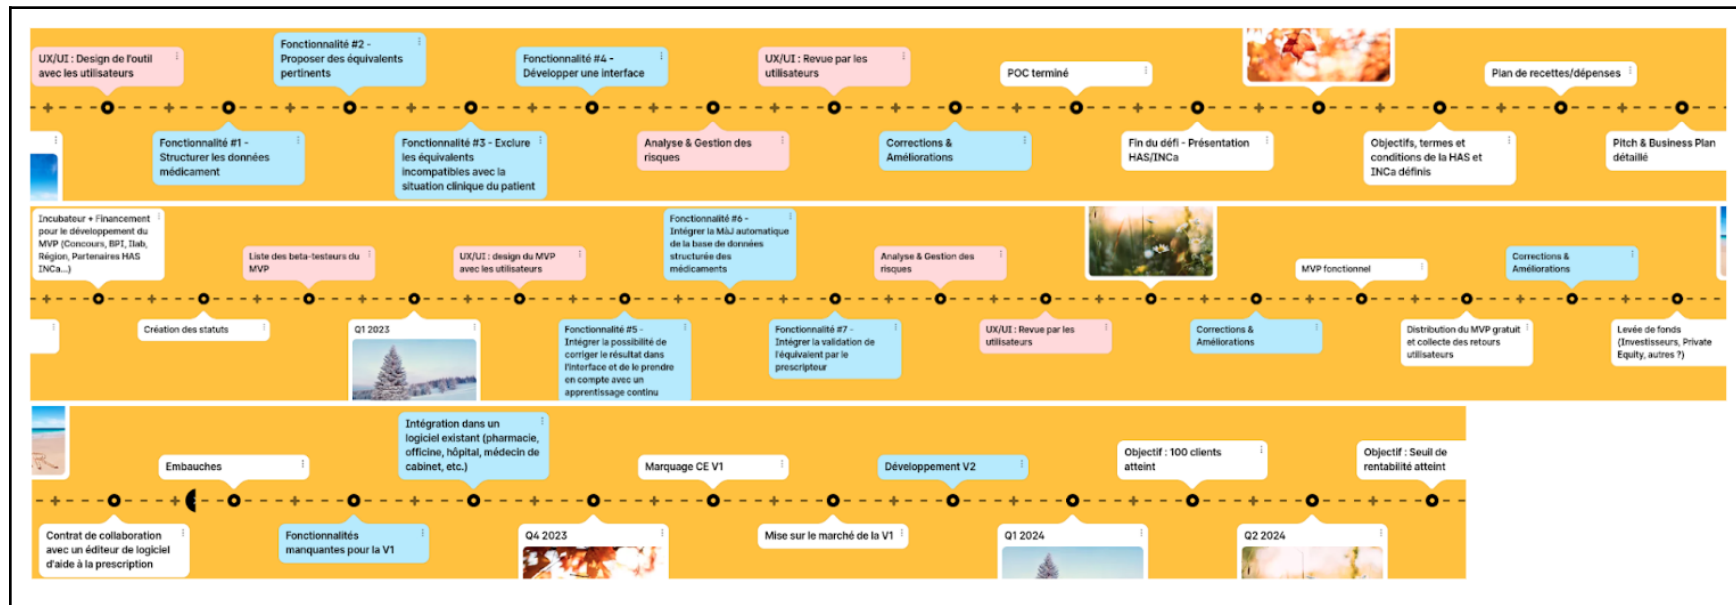 UX/UI : Design de l'outil
avec les utilisateurs
Fonctionnalité #1 -
Structurer les données
médicament
Fonctionnalité #2 -
Proposer des équivalents
pertinents
Fonctionnalité #3 - Exclure
les équivalents
incompatibles avec la
situation clinique du patient
Fonctionnalité #4 -
Développer une interface
Analyse & Gestion des
risques
UX/UI : Revue par les
utilisateurs
Corrections &
Améliorations
POC terminé
Fin du défi - Présentation
HAS/INCa
Objectifs, termes et
conditions de la HAS et
INCa définis
Plan de recettes/dépenses
Pitch & Business Plan
détaillé
Incubateur + Financement
pour le développement du
MVP (Concours, BPI, Ilab,
Région, Partenaires HAS
INCa...)
Création des statuts
Liste des beta-testeurs du
MVP
Q1 2023
UX/UI : design du MVP
avec les utilisateurs
Fonctionnalité #5 -
Intégrer la possibilité de
corriger le résultat dans
l'interface et de le prendre
en compte avec un
apprentissage continu
Fonctionnalité #6 -
Intégrer la MàJ automatique
de la base de données
structurée des
médicaments
Fonctionnalité #7 -
Intégrer la validation de
l'équivalent par le
prescripteur
Analyse & Gestion des
risques
UX/UI : Revue par les
utilisateurs
Corrections &
Améliorations
MVP fonctionnel
Distribution du MVP gratuit
et collecte des retours
utilisateurs
Corrections &
Améliorations
Levée de fonds
(Investisseurs, Private
Equity, autres ?)
Contrat de collaboration
avec un éditeur de logiciel
d'aide à la prescription
Embauches
Fonctionnalités
manquantes pour la V1
Intégration dans un
logiciel existant (pharmacie,
officine, hôpital, médecin de
cabinet, etc.)
Q4 2023
Marquage CE V1
Mise sur le marché de la V1
Développement V2
Q1 2024
Objectif : 100 clients
atteint
Q2 2024
Objectif : Seuil de
rentabilité atteint